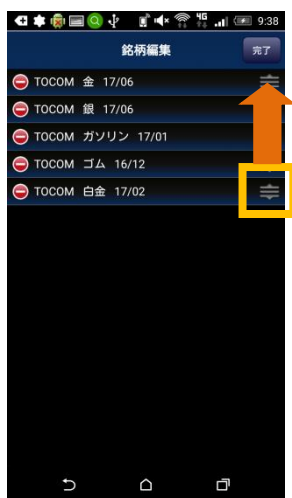 4G 9:38
銘柄編集 完了
TOCOM 金 17/06
TOCOM 銀 17/06
TOCOM ガソリン 17/01
TOCOM ゴム 16/12
TOCOM 白金 17/02